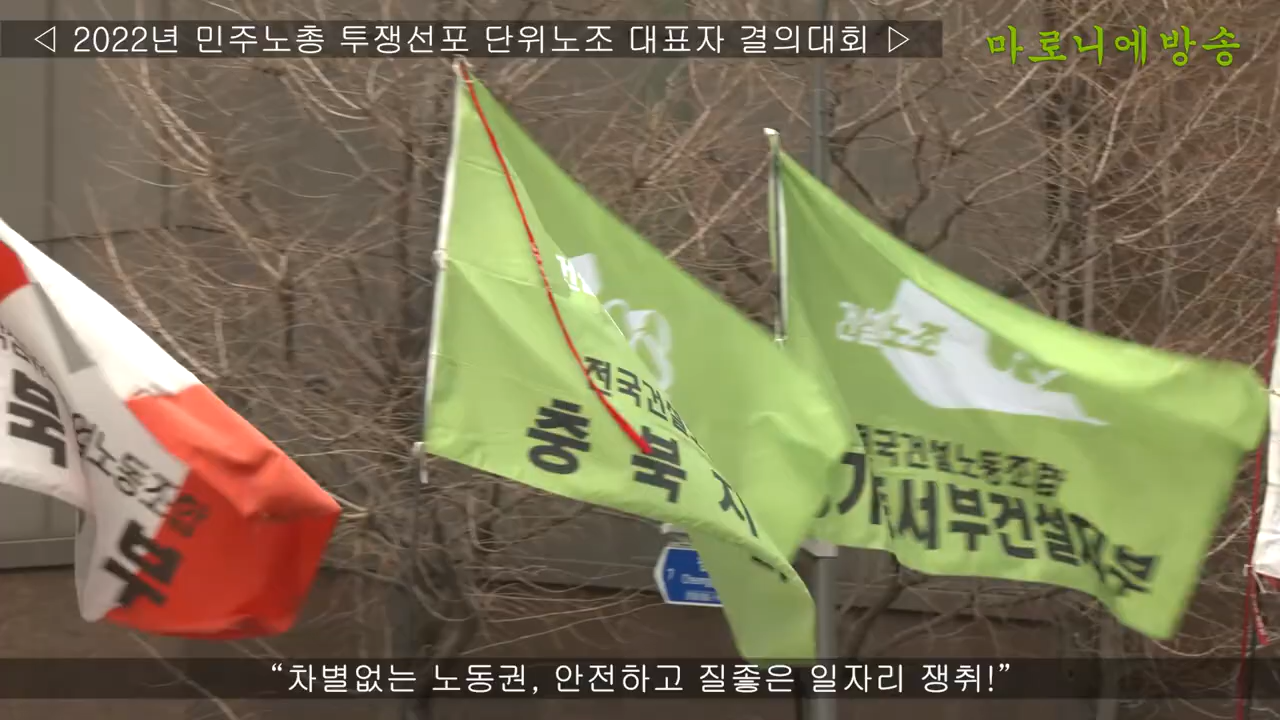 ◁ 2022년 민주노총 투쟁선포 단위노조 대표자 결의대회 ▷
마로니에방송
건설노조
전국건설
충북지
전국건설노동조합
서부건설지부
노동조합
북
부
“차별없는 노동권, 안전하고 질좋은 일자리 쟁취!”